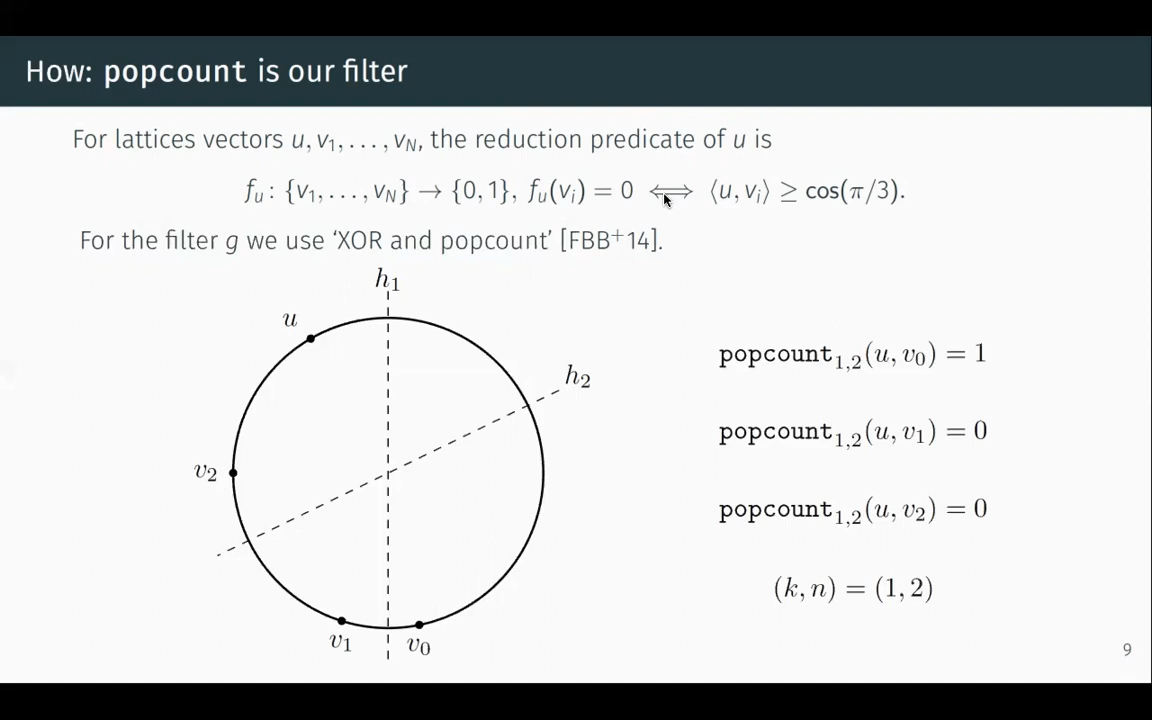 How: popcount is our filter
For lattices vectors u, v₁, . . . , v_N, the reduction predicate of u is
f_u : {v₁, . . . , v_N} → {0, 1}, f_u(v_i) = 0 ⟺ ⟨u, v_i⟩ ≥ cos(π/3).
For the filter g we use ‘XOR and popcount’ [FBB⁺14].
h₁
u
h₂
v₂
v₁
v₀
popcount₁,₂(u, v₀) = 1
popcount₁,₂(u, v₁) = 0
popcount₁,₂(u, v₂) = 0
(k, n) = (1, 2)
9